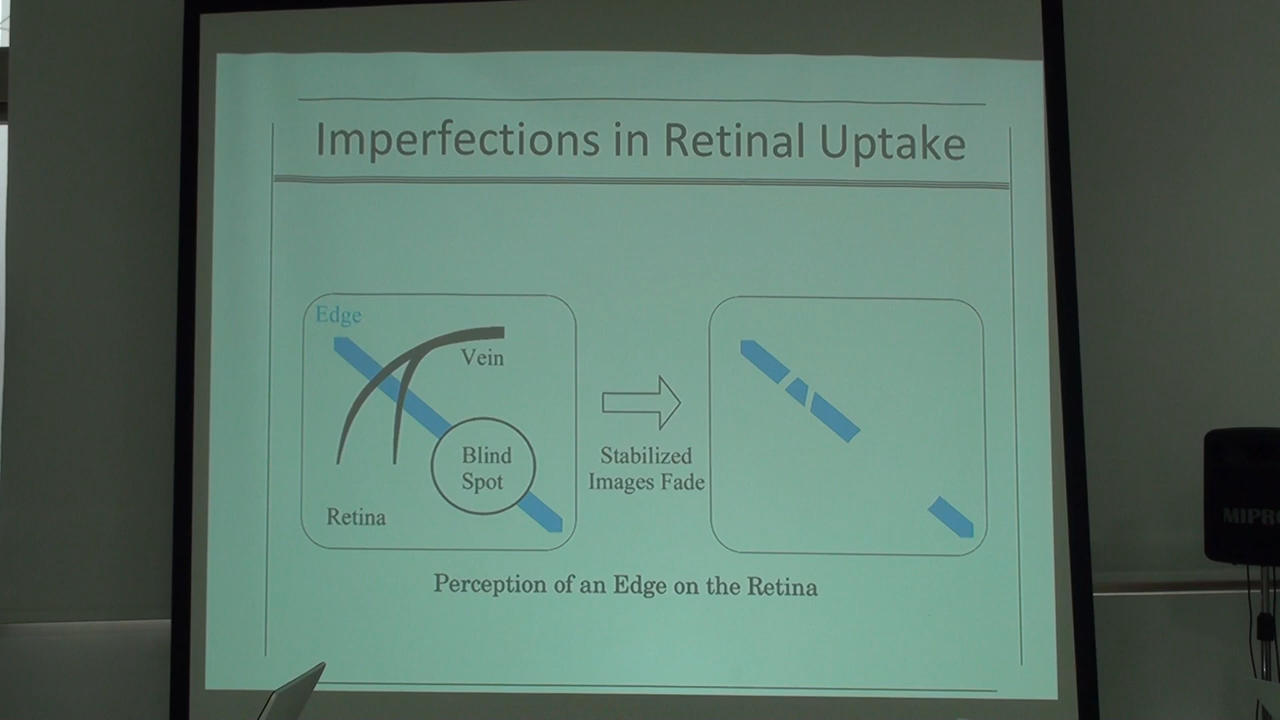 Imperfections in Retinal Uptake
Edge
Vein
Blind
Spot
Retina
Stabilized
Images Fade
Perception of an Edge on the Retina
MIPR